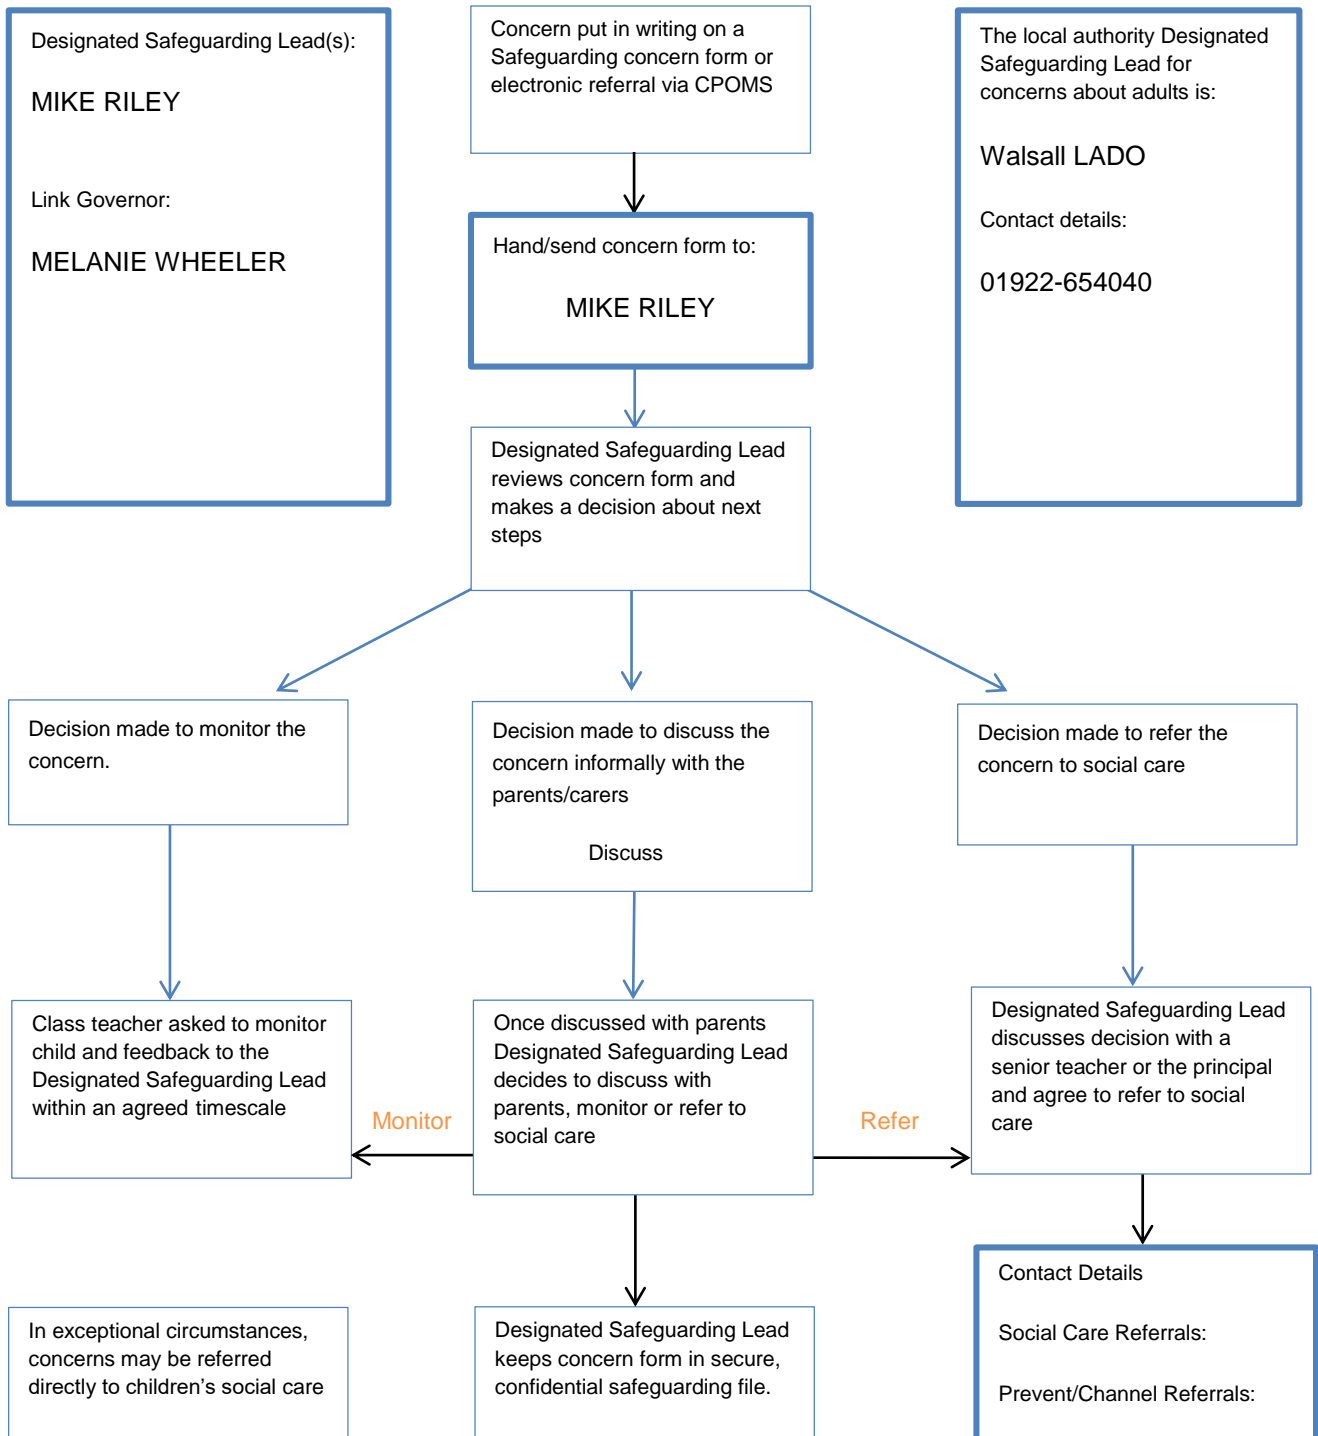 Designated Safeguarding Lead(s):
MIKE RILEY
Link Governor:
MELANIE WHEELER
Concern put in writing on a
Safeguarding concern form or
electronic referral via CPOMS
The local authority Designated
Safeguarding Lead for
concerns about adults is:
Walsall LADO
Contact details:
01922-654040
Hand/send concern form to:
MIKE RILEY
Designated Safeguarding Lead
reviews concern form and
makes a decision about next
steps
Decision made to monitor the
concern.
Decision made to discuss the
concern informally with the
parents/carers
Discuss
Decision made to refer the
concern to social care
Class teacher asked to monitor
child and feedback to the
Designated Safeguarding Lead
within an agreed timescale
Monitor
Once discussed with parents
Designated Safeguarding Lead
decides to discuss with
parents, monitor or refer to
social care
Refer
Designated Safeguarding Lead
discusses decision with a
senior teacher or the principal
and agree to refer to social
care
In exceptional circumstances,
concerns may be referred
directly to children’s social care
Designated Safeguarding Lead
keeps concern form in secure,
confidential safeguarding file.
Contact Details
Social Care Referrals:
Prevent/Channel Referrals: